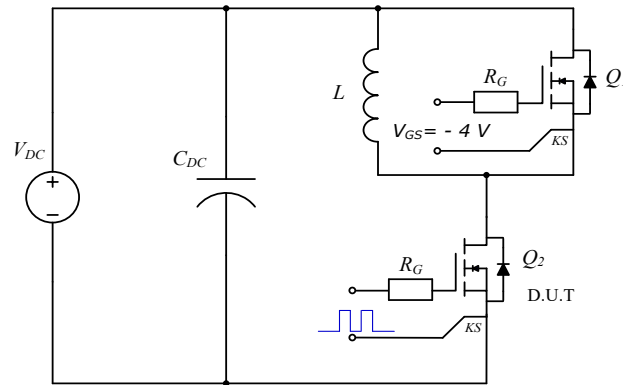 Q
R_G
L
V_GS= - 4 V
KS
V_DC
+
−
C_DC
Q_2
R_G
D.U.T
KS